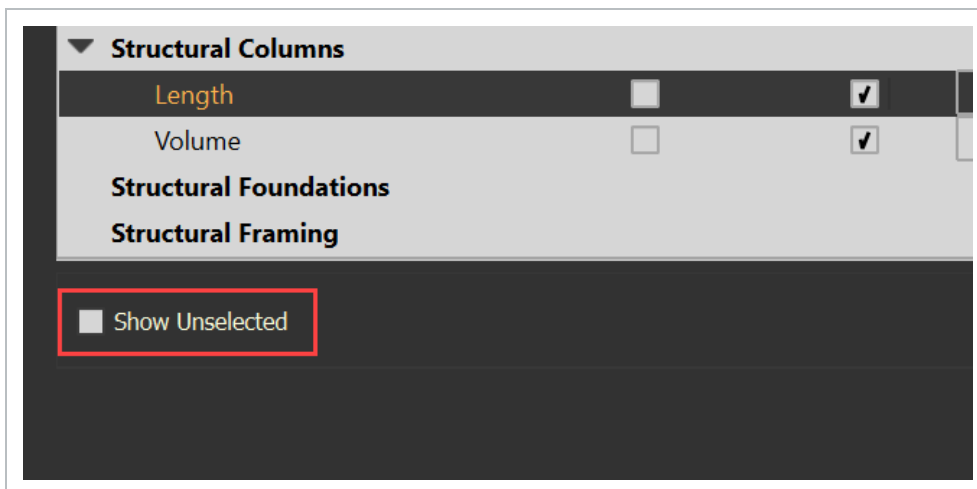 Structural Columns
Length
Volume
Structural Foundations
Structural Framing
Show Unselected